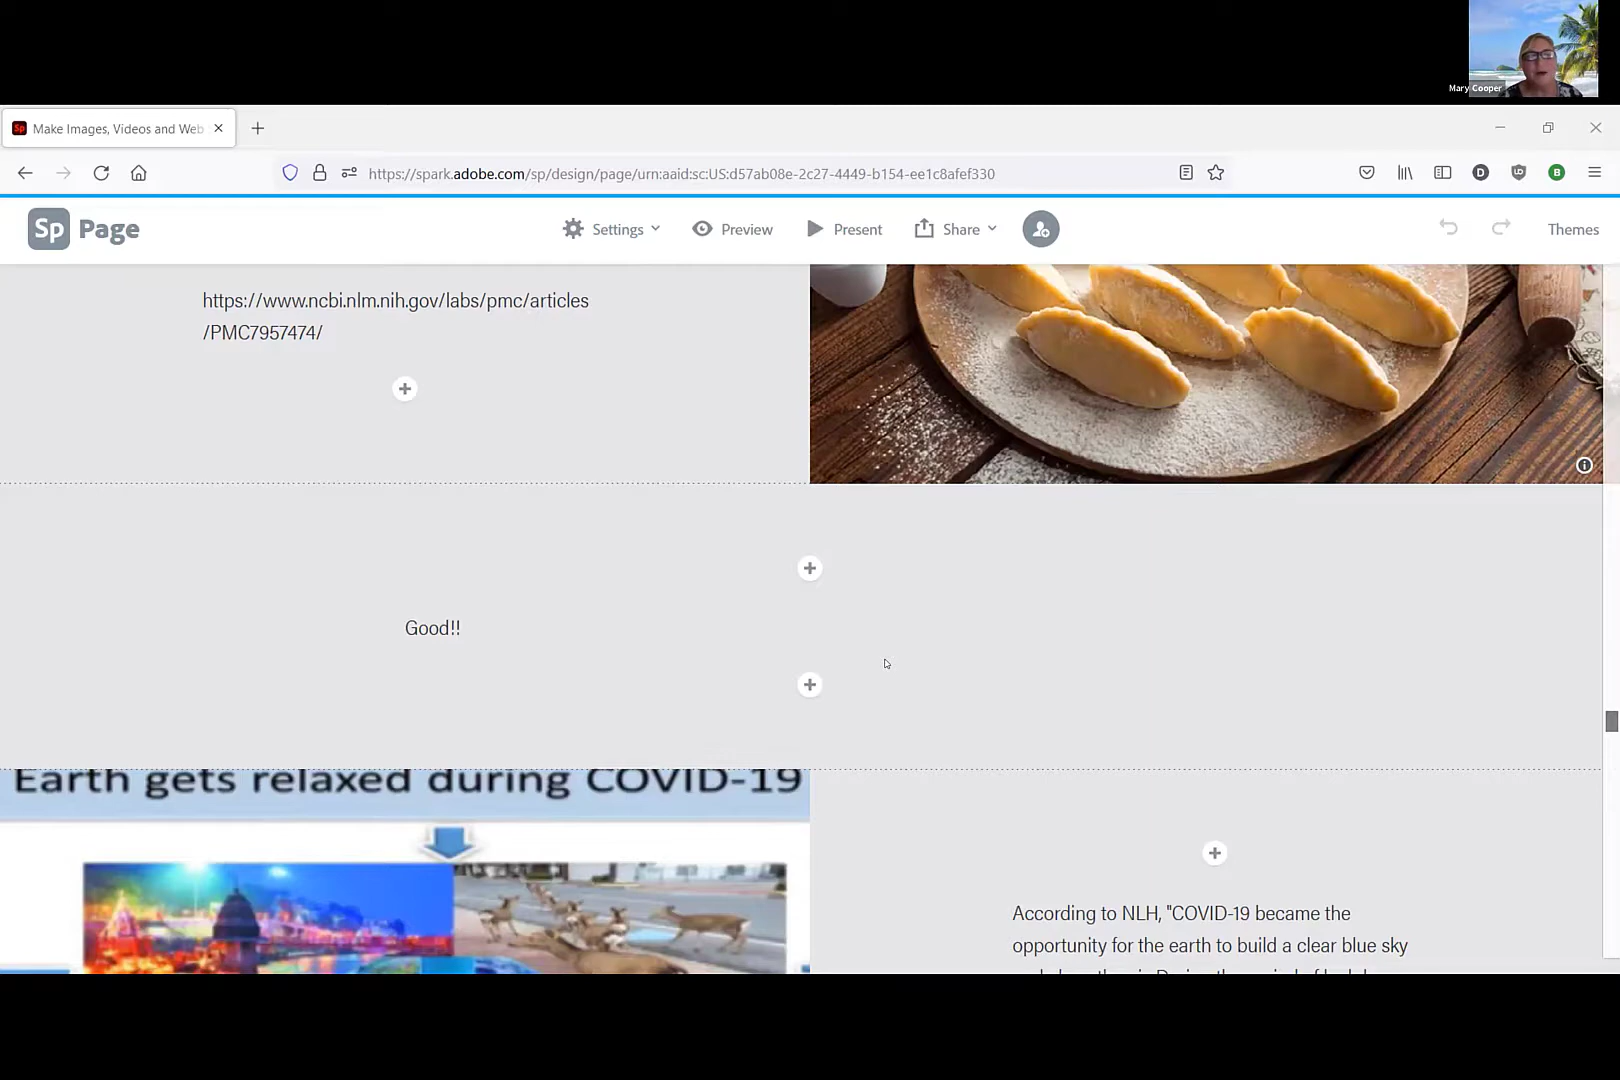 Mary Cooper
Sp Make Images, Videos and Web
https://spark.adobe.com/sp/design/page/urn:aaid:sc:US:d57ab08e-2c27-4449-b154-ee1c8afef330
D
UD
B
Sp Page
Settings
Preview
Present
Share
Themes
https://www.ncbi.nlm.nih.gov/labs/pmc/articles
/PMC7957474/
Good!!
Earth gets relaxed during COVID-19
According to NLH, "COVID-19 became the
opportunity for the earth to build a clear blue sky